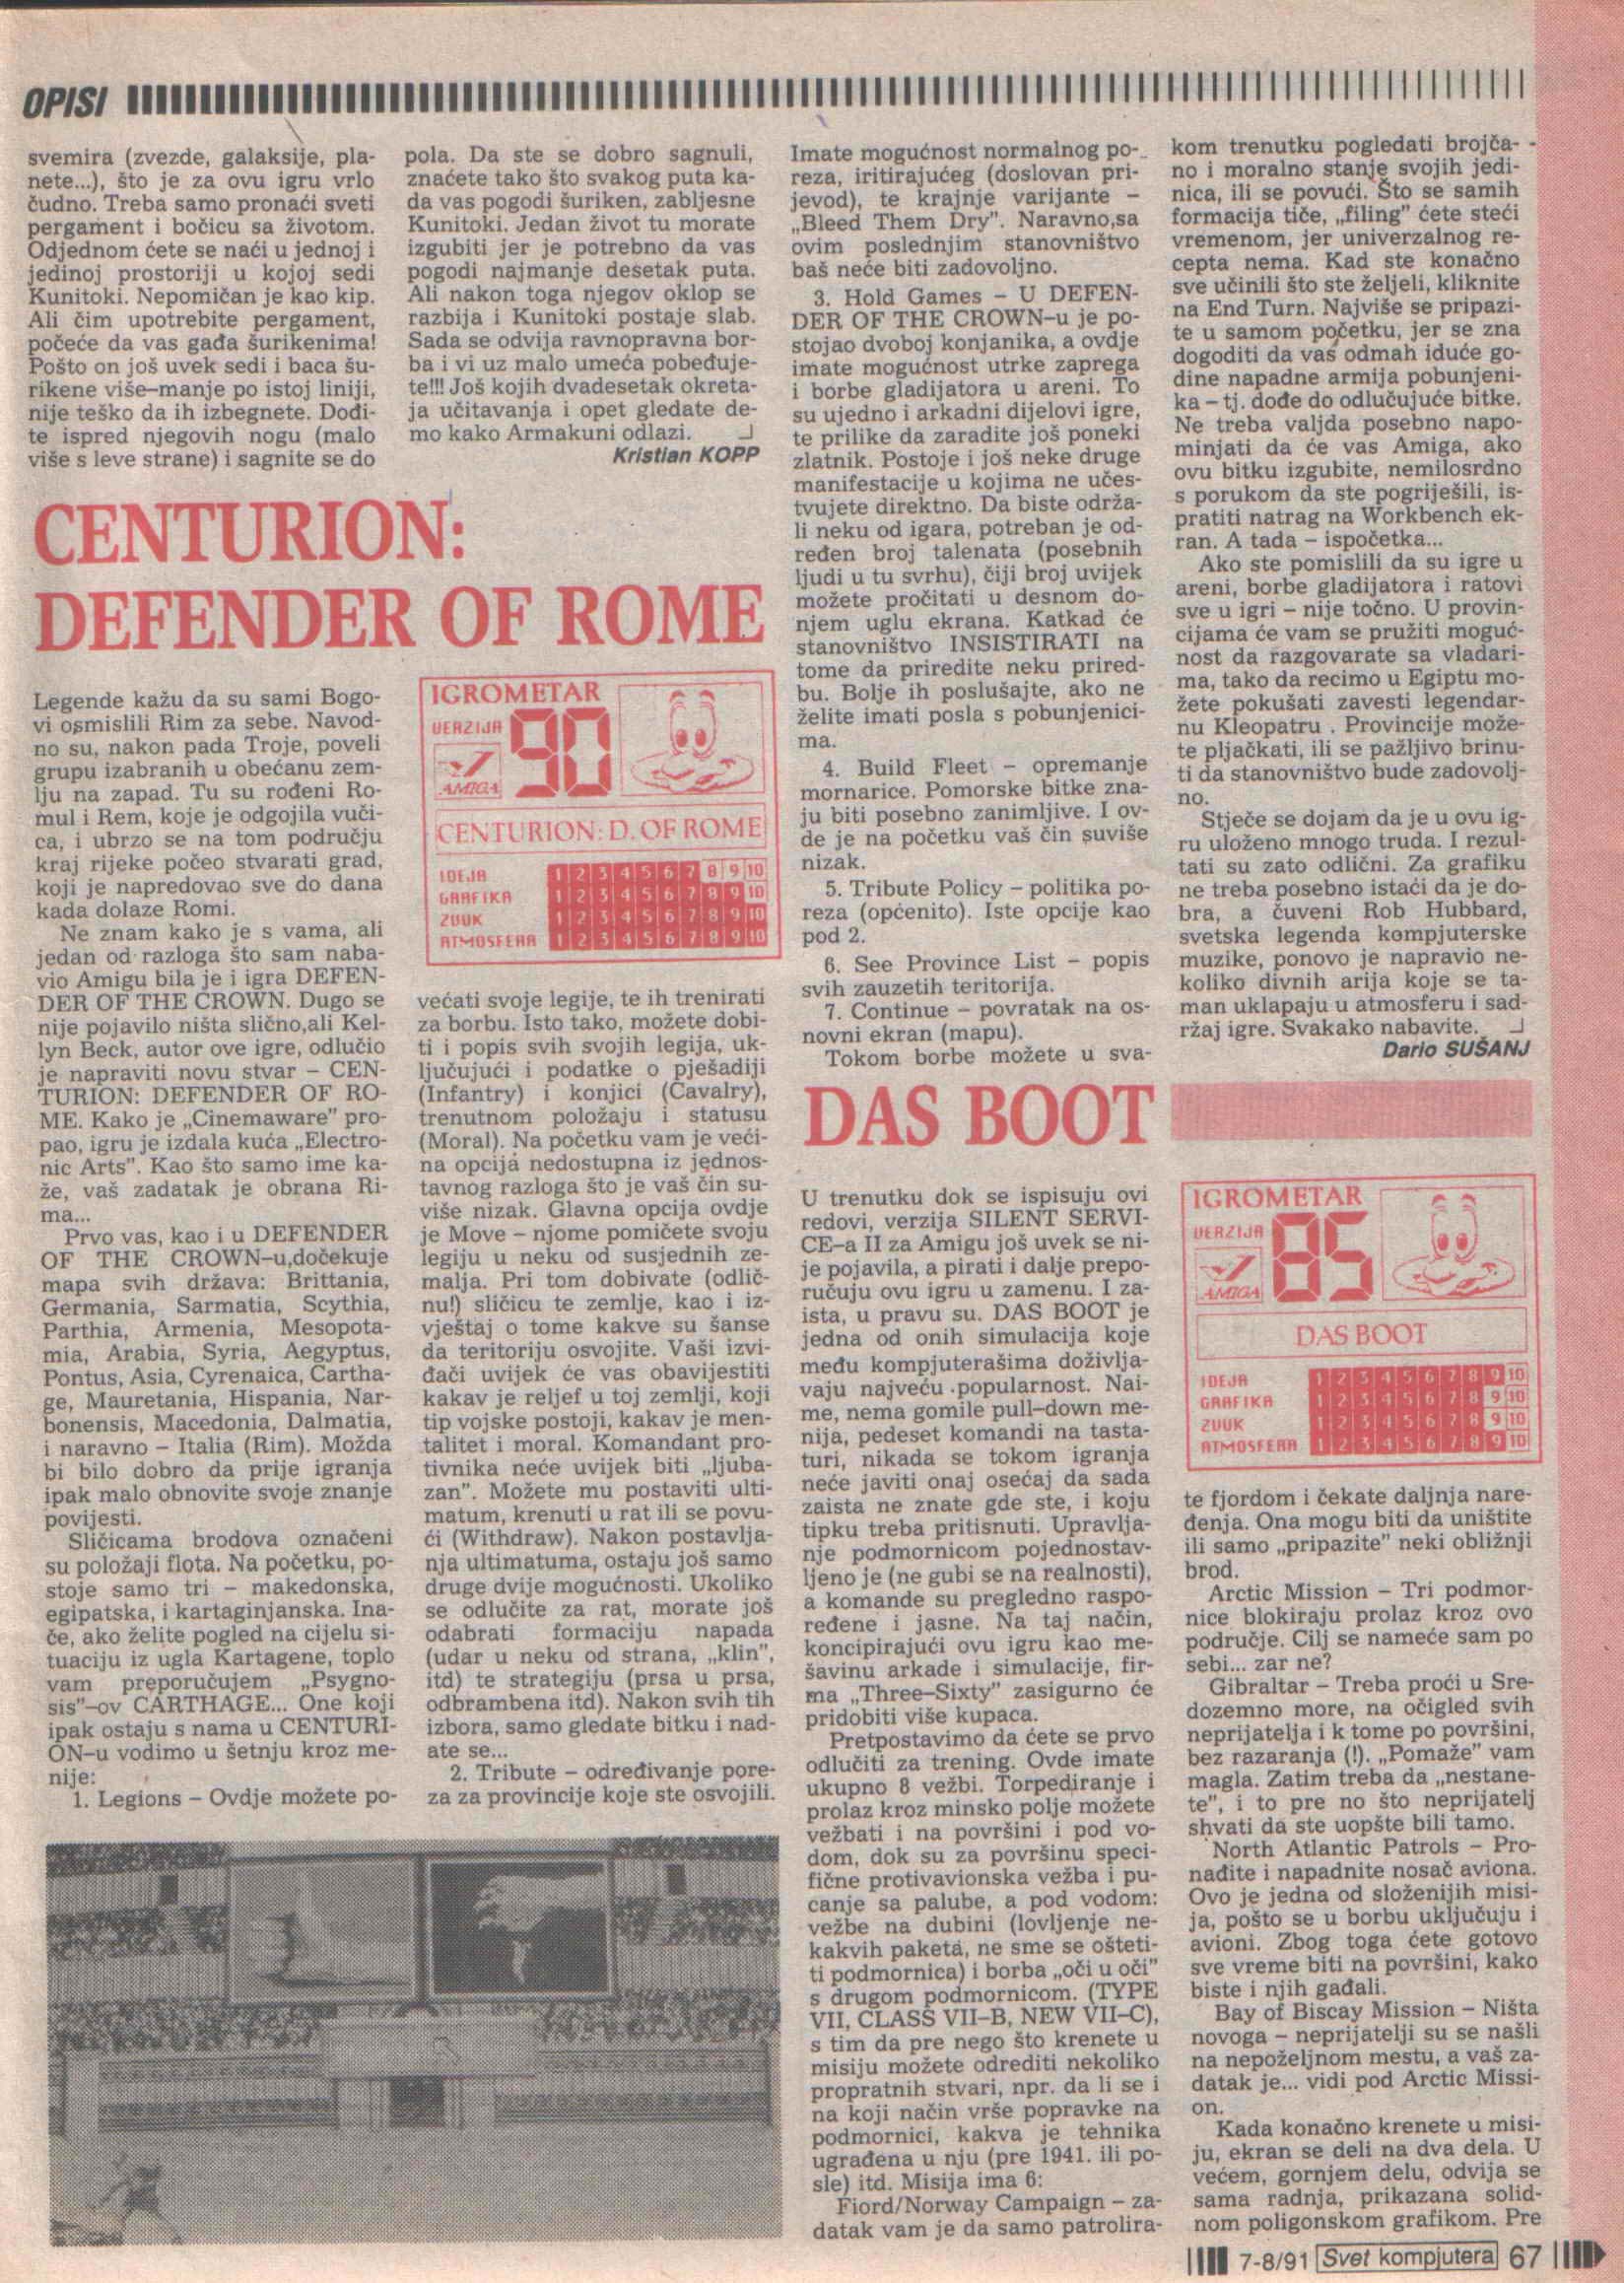 OPISI
svemira (zvezde, galaksije, pla-
nete...), što je za ovu igru vrlo
čudno. Treba samo pronaći sveti
pergament i bočicu sa životom.
Odjednom ćete se naći u jednoj i
jedinoj prostoriji u kojoj sedi
Kunitoki. Nepomičan je kao kip.
Ali čim upotrebite pergament,
počeće da vas gađa šurikenima!
Pošto on još uvek sedi i baca šu-
rikene više–manje po istoj liniji,
nije teško da ih izbegnete. Dođi-
te ispred njegovih nogu (malo
više s leve strane) i sagnite se do
pola. Da ste se dobro sagnuli,
znaćete tako što svakog puta ka-
da vas pogodi šuriken, zabljesne
Kunitoki. Jedan život tu morate
izgubiti jer je potrebno da vas
pogodi najmanje desetak puta.
Ali nakon toga njegov oklop se
razbija i Kunitoki postaje slab.
Sada se odvija ravnopravna bor-
ba i vi uz malo umeća pobeđuje-
te!!! Još kojih dvadesetak okreta-
ja učitavanja i opet gledate de-
mo kako Armakuni odlazi.
Kristian KOPP
CENTURION:
DEFENDER OF ROME
Legende kažu da su sami Bogo-
vi osmislili Rim za sebe. Navod-
no su, nakon pada Troje, poveli
grupu izabranih u obećanu zem-
lju na zapad. Tu su rođeni Ro-
mul i Rem, koje je odgojila vuči-
ca, i ubrzo se na tom području
kraj rijeke počeo stvarati grad,
koji je napredovao sve do dana
kada dolaze Romi.
Ne znam kako je s vama, ali
jedan od razloga što sam naba-
vio Amigu bila je i igra DEFEN-
DER OF THE CROWN. Dugo se
nije pojavilo ništa slično,ali Kel-
lyn Beck, autor ove igre, odlučio
je napraviti novu stvar – CEN-
TURION: DEFENDER OF RO-
ME. Kako je „Cinemaware” pro-
pao, igru je izdala kuća „Electro-
nic Arts”. Kao što samo ime ka-
že, vaš zadatak je obrana Ri-
ma...
Prvo vas, kao i u DEFENDER
OF THE CROWN–u,dočekuje
mapa svih država: Brittania,
Germania, Sarmatia, Scythia,
Parthia, Armenia, Mesopota-
mia, Arabia, Syria, Aegyptus,
Pontus, Asia, Cyrenaica, Cartha-
ge, Mauretania, Hispania, Nar-
bonensis, Macedonia, Dalmatia,
i naravno – Italia (Rim). Možda
bi bilo dobro da prije igranja
ipak malo obnovite svoje znanje
povijesti.
Sličicama brodova označeni
su položaji flota. Na početku, po-
stoje samo tri – makedonska,
egipatska, i kartaginjanska. Ina-
če, ako želite pogled na cijelu si-
tuaciju iz ugla Kartagene, toplo
vam preporučujem „Psygno-
sis”–ov CARTHAGE... One koji
ipak ostaju s nama u CENTURI-
ON–u vodimo u šetnju kroz me-
nije:
1. Legions – Ovdje možete po-
IGROMETAR
VERZIJA
90
AMIGA
CENTURION: D. OF ROME
IDEJA 1 2 3 4 5 6 7 8 9 10
GRAFIKA 1 2 3 4 5 6 7 8 9 10
ZVUK 1 2 3 4 5 6 7 8 9 10
ATMOSFERA 1 2 3 4 5 6 7 8 9 10
većati svoje legije, te ih trenirati
za borbu. Isto tako, možete dobi-
ti i popis svih svojih legija, uk-
ljučujući i podatke o pješadiji
(Infantry) i konjici (Cavalry),
trenutnom položaju i statusu
(Moral). Na početku vam je veći-
na opcija nedostupna iz jednos-
tavnog razloga što je vaš čin su-
više nizak. Glavna opcija ovdje
je Move – njome pomičete svoju
legiju u neku od susjednih ze-
malja. Pri tom dobivate (odlič-
nu!) sličicu te zemlje, kao i iz-
vještaj o tome kakve su šanse
da teritoriju osvojite. Vaši izvi-
đači uvijek će vas obavijestiti
kakav je reljef u toj zemlji, koji
tip vojske postoji, kakav je men-
talitet i moral. Komandant pro-
tivnika neće uvijek biti „ljuba-
zan”. Možete mu postaviti ulti-
matum, krenuti u rat ili se povu-
ći (Withdraw). Nakon postavlja-
nja ultimatuma, ostaju još samo
druge dvije mogućnosti. Ukoliko
se odlučite za rat, morate još
odabrati formaciju napada
(udar u neku od strana, „klin”,
itd) te strategiju (prsa u prsa,
odbrambena itd). Nakon svih tih
izbora, samo gledate bitku i nad-
ate se...
2. Tribute – određivanje pore-
za za provincije koje ste osvojili.
Imate mogućnost normalnog po-
reza, iritirajućeg (doslovan pri-
jevod), te krajnje varijante –
„Bleed Them Dry”. Naravno,sa
ovim poslednjim stanovništvo
baš neće biti zadovoljno.
3. Hold Games – U DEFEN-
DER OF THE CROWN–u je po-
stojao dvoboj konjanika, a ovdje
imate mogućnost utrke zaprega
i borbe gladijatora u areni. To
su ujedno i arkadni dijelovi igre,
te prilike da zaradite još poneki
zlatnik. Postoje i još neke druge
manifestacije u kojima ne učes-
tvujete direktno. Da biste održa-
li neku od igara, potreban je od-
ređen broj talenata (posebnih
ljudi u tu svrhu), čiji broj uvijek
možete pročitati u desnom do-
njem uglu ekrana. Katkad će
stanovništvo INSISTIRATI na
tome da priredite neku prired-
bu. Bolje ih poslušajte, ako ne
želite imati posla s pobunjenici-
ma.
4. Build Fleet – opremanje
mornarice. Pomorske bitke zna-
ju biti posebno zanimljive. I ov-
de je na početku vaš čin suviše
nizak.
5. Tribute Policy – politika po-
reza (općenito). Iste opcije kao
pod 2.
6. See Province List – popis
svih zauzetih teritorija.
7. Continue – povratak na os-
novni ekran (mapu).
Tokom borbe možete u sva-
kom trenutku pogledati brojča-
no i moralno stanje svojih jedi-
nica, ili se povući. Što se samih
formacija tiče, „filing” ćete steći
vremenom, jer univerzalnog re-
cepta nema. Kad ste konačno
sve učinili što ste željeli, kliknite
na End Turn. Najviše se pripazi-
te u samom početku, jer se zna
dogoditi da vas odmah iduće go-
dine napadne armija pobunjeni-
ka – tj. dođe do odlučujuće bitke.
Ne treba valjda posebno napo-
minjati da će vas Amiga, ako
ovu bitku izgubite, nemilosrdno
s porukom da ste pogriješili, is-
pratiti natrag na Workbench ek-
ran. A tada – ispočetka...
Ako ste pomislili da su igre u
areni, borbe gladijatora i ratovi
sve u igri – nije točno. U provin-
cijama će vam se pružiti moguć-
nost da razgovarate sa vladari-
ma, tako da recimo u Egiptu mo-
žete pokušati zavesti legendar-
nu Kleopatru . Provincije može-
te pljačkati, ili se pažljivo brinu-
ti da stanovništvo bude zadovolj-
no.
Stječe se dojam da je u ovu ig-
ru uloženo mnogo truda. I rezul-
tati su zato odlični. Za grafiku
ne treba posebno istaći da je do-
bra, a čuveni Rob Hubbard,
svetska legenda kompjuterske
muzike, ponovo je napravio ne-
koliko divnih arija koje se ta-
man uklapaju u atmosferu i sad-
ržaj igre. Svakako nabavite.
Dario SUŠANJ
DAS BOOT
U trenutku dok se ispisuju ovi
redovi, verzija SILENT SERVI-
CE–a II za Amigu još uvek se ni-
je pojavila, a pirati i dalje prepo-
ručuju ovu igru u zamenu. I za-
ista, u pravu su. DAS BOOT je
jedna od onih simulacija koje
među kompjuterašima doživlja-
vaju najveću popularnost. Nai-
me, nema gomile pull–down me-
nija, pedeset komandi na tasta-
turi, nikada se tokom igranja
neće javiti onaj osećaj da sada
zaista ne znate gde ste, i koju
tipku treba pritisnuti. Upravlja-
nje podmornicom pojednostav-
ljeno je (ne gubi se na realnosti),
a komande su pregledno raspo-
ređene i jasne. Na taj način,
koncipirajući ovu igru kao me-
šavinu arkade i simulacije, fir-
ma „Three–Sixty” zasigurno će
pridobiti više kupaca.
Pretpostavimo da ćete se prvo
odlučiti za trening. Ovde imate
ukupno 8 vežbi. Torpediranje i
prolaz kroz minsko polje možete
vežbati i na površini i pod vo-
dom, dok su za površinu speci-
fične protivavionska vežba i pu-
canje sa palube, a pod vodom:
vežbe na dubini (lovljenje ne-
kakvih paketa, ne sme se ošteti-
ti podmornica) i borba „oči u oči”
s drugom podmornicom. (TYPE
VII, CLASS VII–B, NEW VII–C),
s tim da pre nego što krenete u
misiju možete odrediti nekoliko
propratnih stvari, npr. da li se i
na koji način vrše popravke na
podmornici, kakva je tehnika
ugrađena u nju (pre 1941. ili po-
sle) itd. Misija ima 6:
Fiord/Norway Campaign – za-
datak vam je da samo patrolira-
IGROMETAR
VERZIJA
85
AMIGA
DAS BOOT
IDEJA 1 2 3 4 5 6 7 8 9 10
GRAFIKA 1 2 3 4 5 6 7 8 9 10
ZVUK 1 2 3 4 5 6 7 8 9 10
ATMOSFERA 1 2 3 4 5 6 7 8 9 10
te fjordom i čekate daljnja nare-
đenja. Ona mogu biti da uništite
ili samo „pripazite” neki obližnji
brod.
Arctic Mission – Tri podmor-
nice blokiraju prolaz kroz ovo
područje. Cilj se nameće sam po
sebi... zar ne?
Gibraltar – Treba proći u Sre-
dozemno more, na očigled svih
neprijatelja i k tome po površini,
bez razaranja (!). „Pomaže” vam
magla. Zatim treba da „nestane-
te”, i to pre no što neprijatelj
shvati da ste uopšte bili tamo.
North Atlantic Patrols – Pro-
nađite i napadnite nosač aviona.
Ovo je jedna od složenijih misi-
ja, pošto se u borbu uključuju i
avioni. Zbog toga ćete gotovo
sve vreme biti na površini, kako
biste i njih gađali.
Bay of Biscay Mission – Ništa
novoga – neprijatelji su se našli
na nepoželjnom mestu, a vaš za-
datak je... vidi pod Arctic Missi-
on.
Kada konačno krenete u misi-
ju, ekran se deli na dva dela. U
većem, gornjem delu, odvija se
sama radnja, prikazana solid-
nom poligonskom grafikom. Pre
7-8/91 Svet kompjutera 67